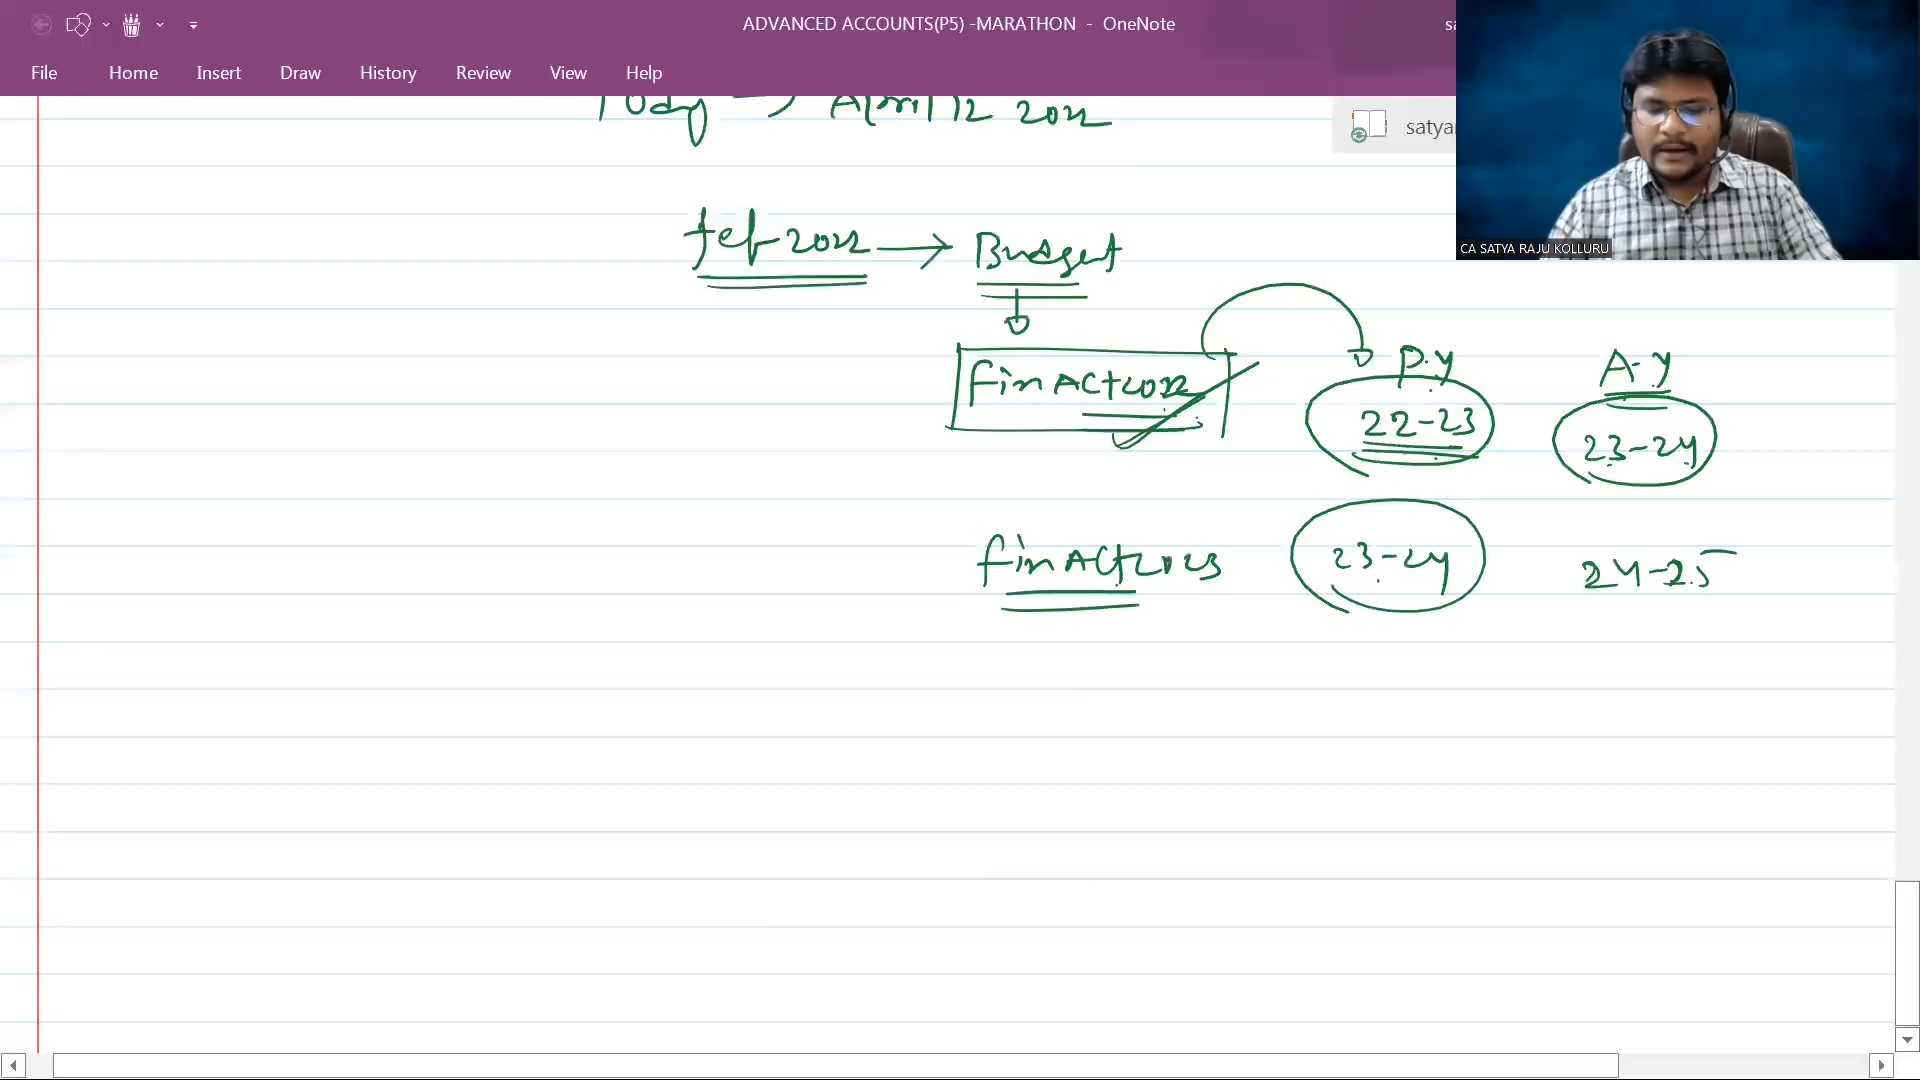 ADVANCED ACCOUNTS(P5) -MARATHON - OneNote
sa
File Home Insert Draw History Review View Help
Today → April 12 2022
satya
CA SATYA RAJU KOLLURU
feb 2022 → Budget
P.Y A-Y
fin Act 2022 22-23 23-24
fin Act 2023 23-24 24-25